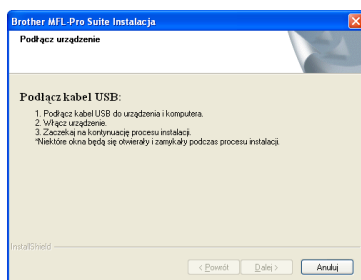 Brother MFL-Pro Suite Instalacja
Podłącz urządzenie
Podłącz kabel USB:
1. Podłącz kabel USB do urządzenia i komputera.
2. Włącz urządzenie.
3. Zaczekaj na kontynuację procesu instalacji.
*Niektóre okna będą się otwierały i zamykały podczas procesu instalacji.
InstallShield
< Powrót Dalej > Anuluj